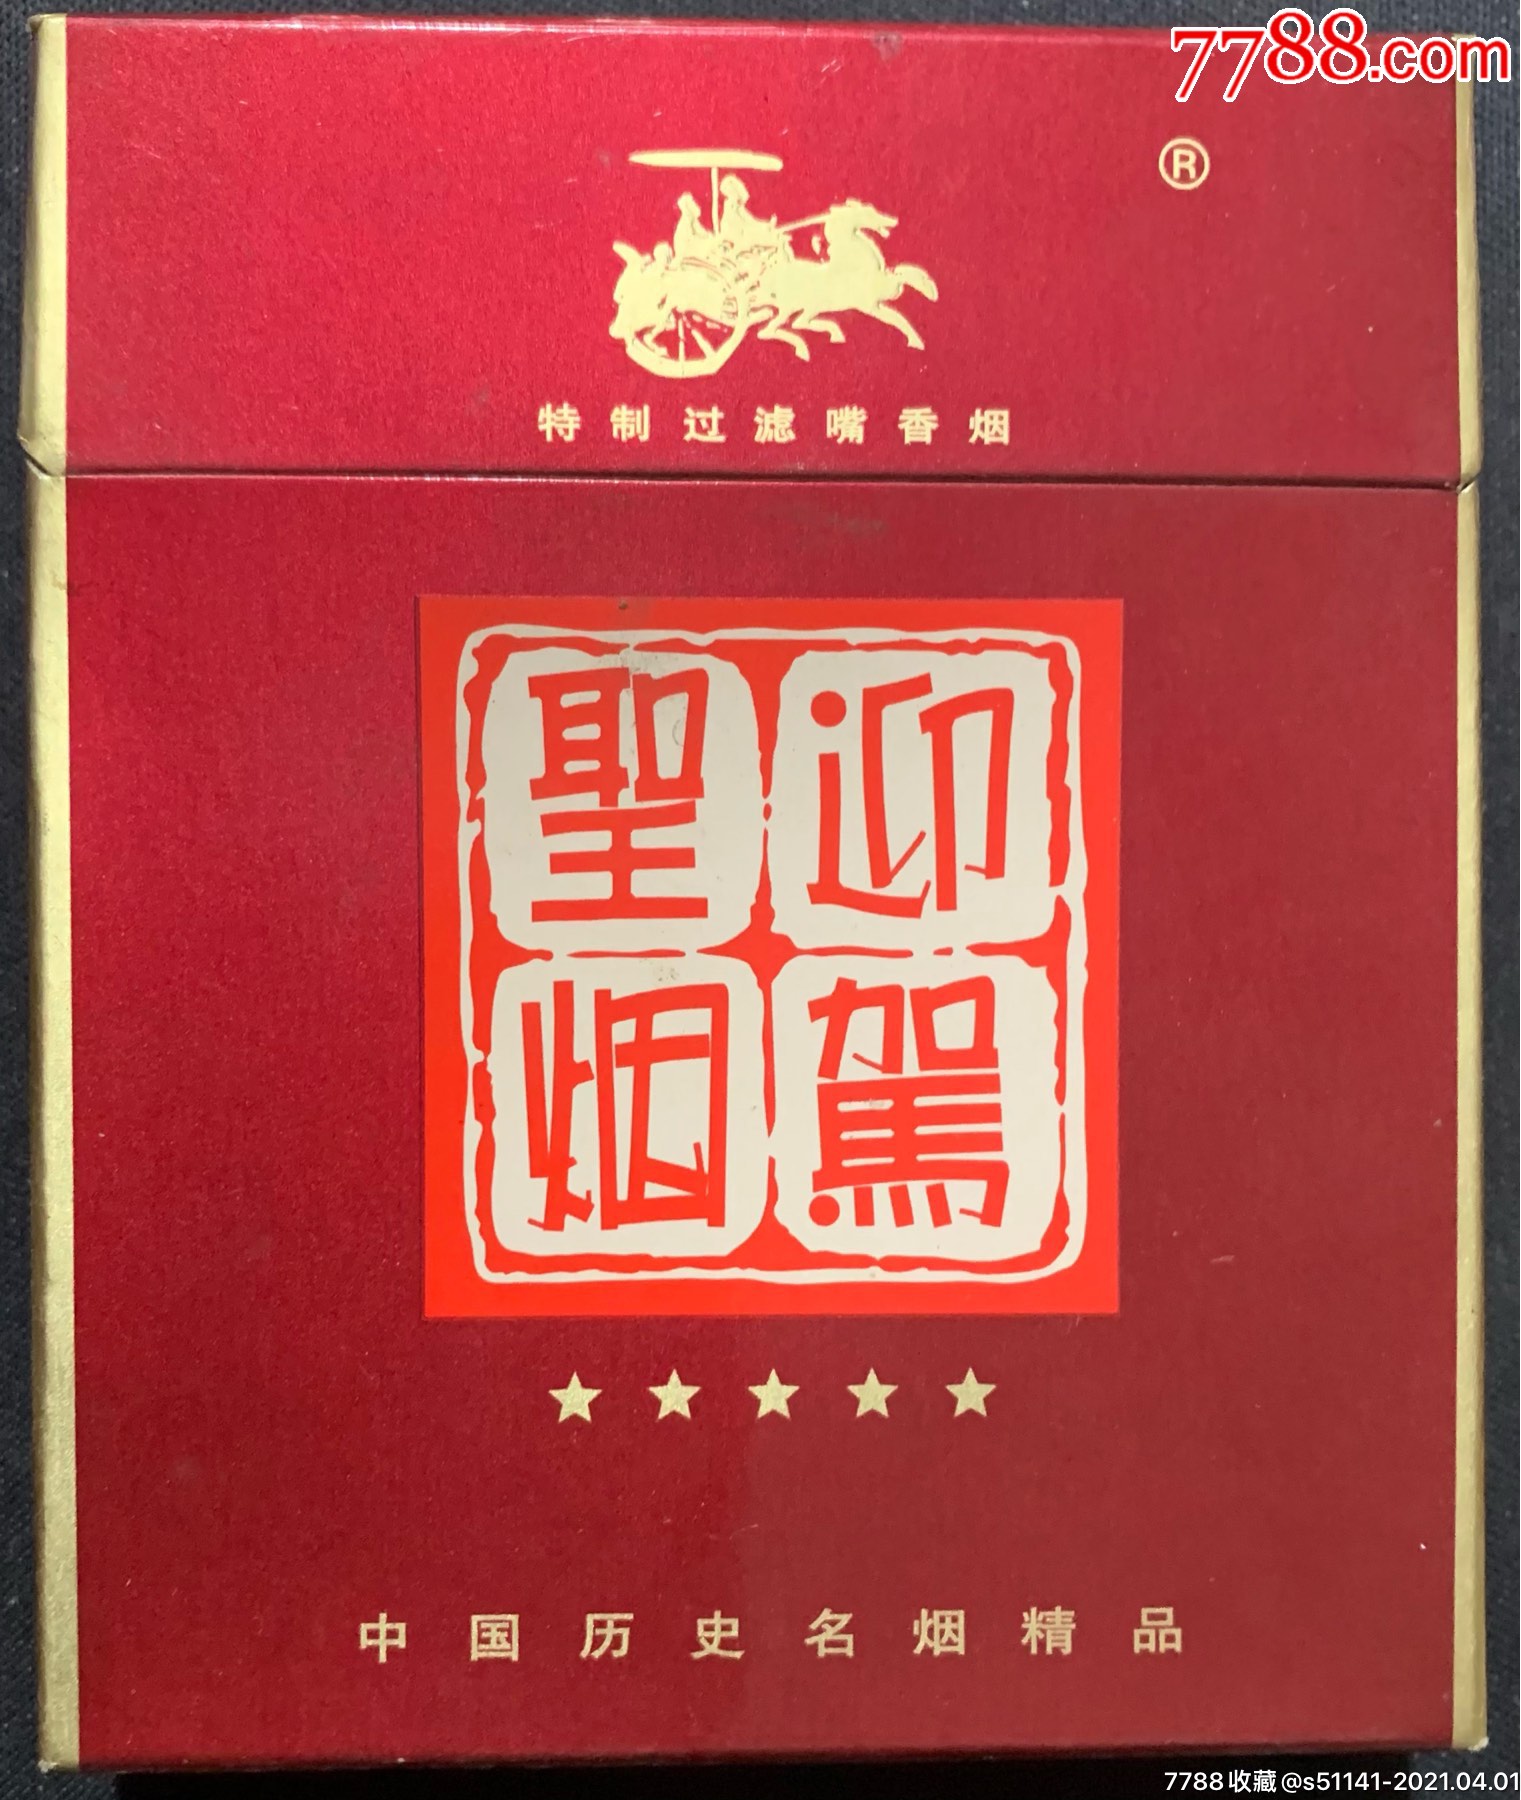 7788.com
®
特制过滤嘴香烟
聖迎
烟駕
中国历史名烟精品
7788收藏@s51141-2021.04.01